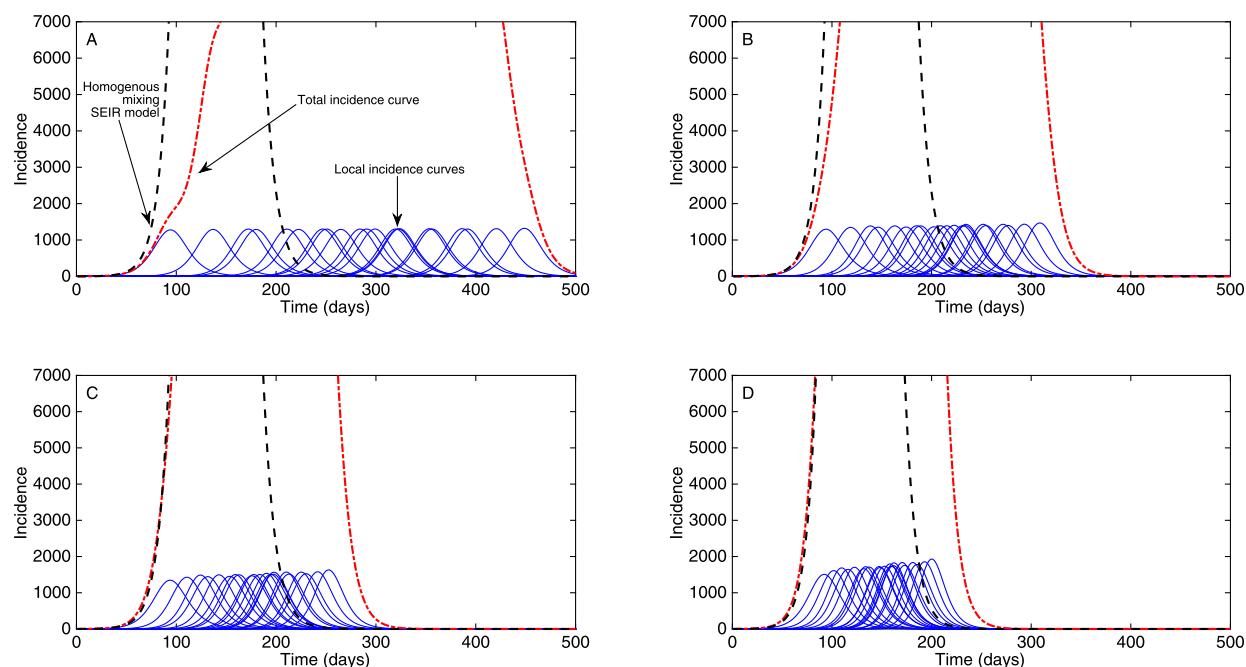 A
7000
6000
5000
4000
3000
2000
1000
0
Incidence
Homogenous
mixing
SEIR model
Total incidence curve
Local incidence curves
0 100 200 300 400 500
Time (days)
B
7000
6000
5000
4000
3000
2000
1000
0
Incidence
0 100 200 300 400 500
Time (days)
C
7000
6000
5000
4000
3000
2000
1000
0
Incidence
0 100 200 300 400 500
Time (days)
D
7000
6000
5000
4000
3000
2000
1000
0
Incidence
0 100 200 300 400 500
Time (days)